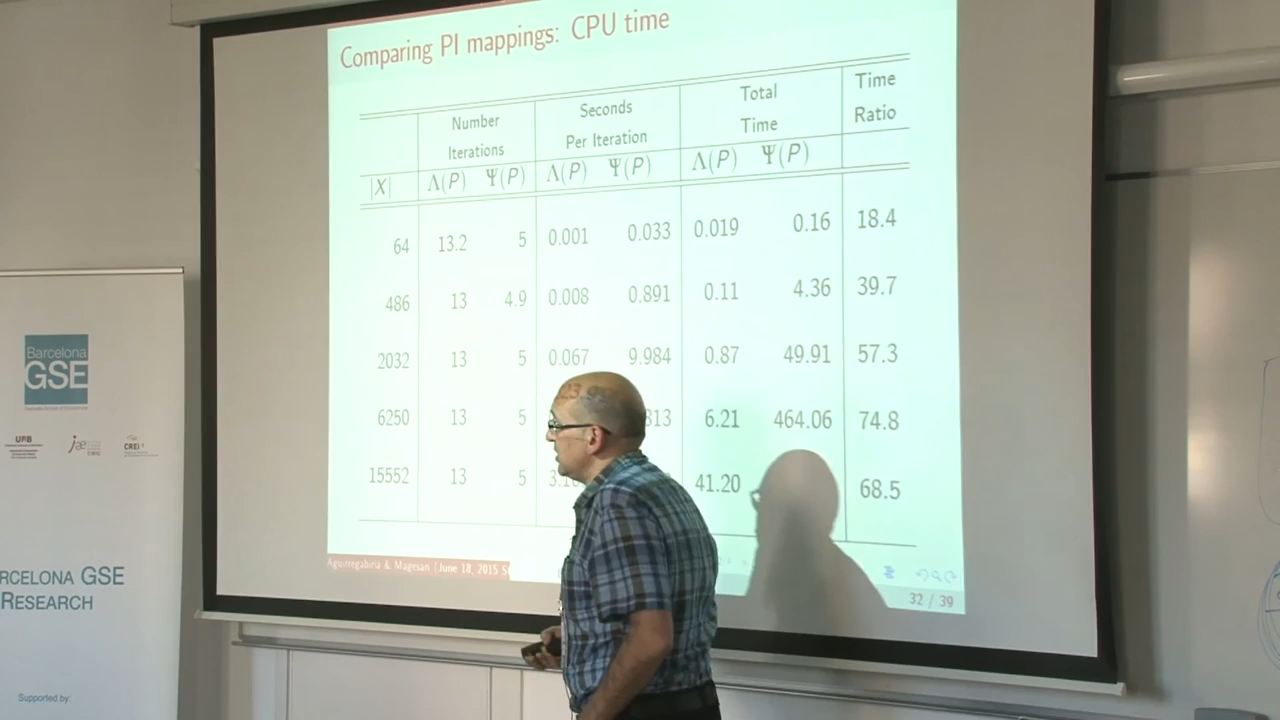 Comparing PI mappings: CPU time
Number Iterations Seconds Per Iteration Total Time Time Ratio
|X| Λ(P) Ψ(P) Λ(P) Ψ(P) Λ(P) Ψ(P)
64 13.2 5 0.001 0.033 0.019 0.16 18.4
486 13 4.9 0.008 0.891 0.11 4.36 39.7
2032 13 5 0.067 9.984 0.87 49.91 57.3
6250 13 5 813 6.21 464.06 74.8
15552 13 5 41.20 68.5
Aguirregabiria & Magesan (June 18, 2015
32 / 39
Barcelona
GSE
UAB
CREi
RCELONA GSE
RESEARCH
Supported by: